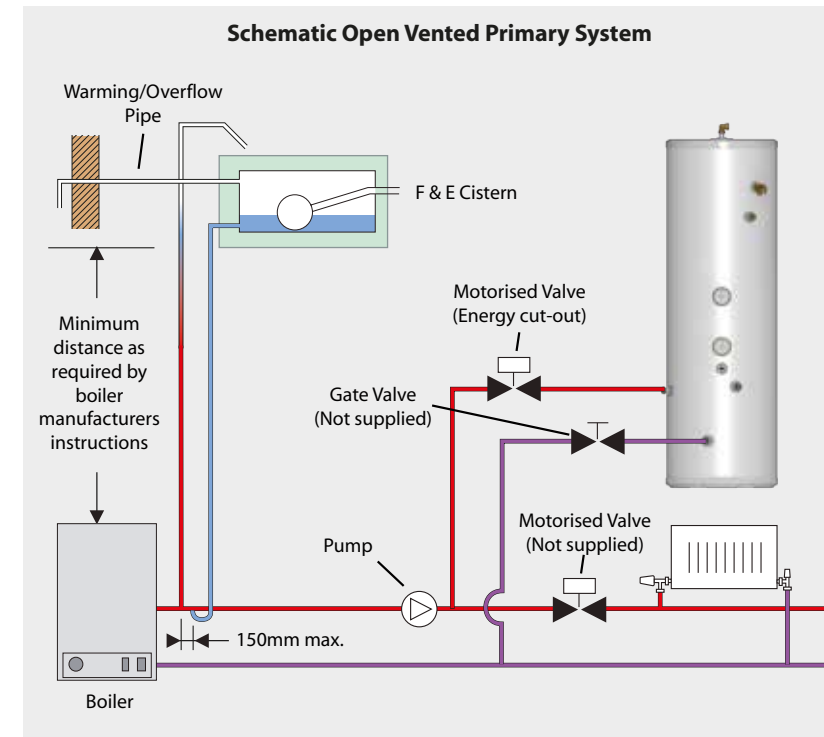 Schematic Open Vented Primary System
Warming/Overflow
Pipe
F & E Cistern
Motorised Valve
(Energy cut-out)
Minimum
distance as
required by
boiler
manufacturers
instructions
Gate Valve
(Not supplied)
Motorised Valve
(Not supplied)
Pump
150mm max.
Boiler